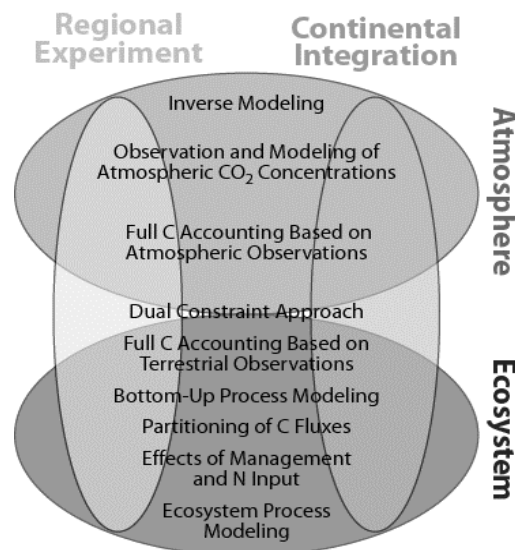 Regional
Experiment
Continental
Integration
Atmosphere
Inverse Modeling
Observation and Modeling of
Atmospheric CO₂ Concentrations
Full C Accounting Based on
Atmospheric Observations
Dual Constraint Approach
Full C Accounting Based on
Terrestrial Observations
Bottom-Up Process Modeling
Partitioning of C Fluxes
Effects of Management
and N Input
Ecosystem Process
Modeling
Ecosystem